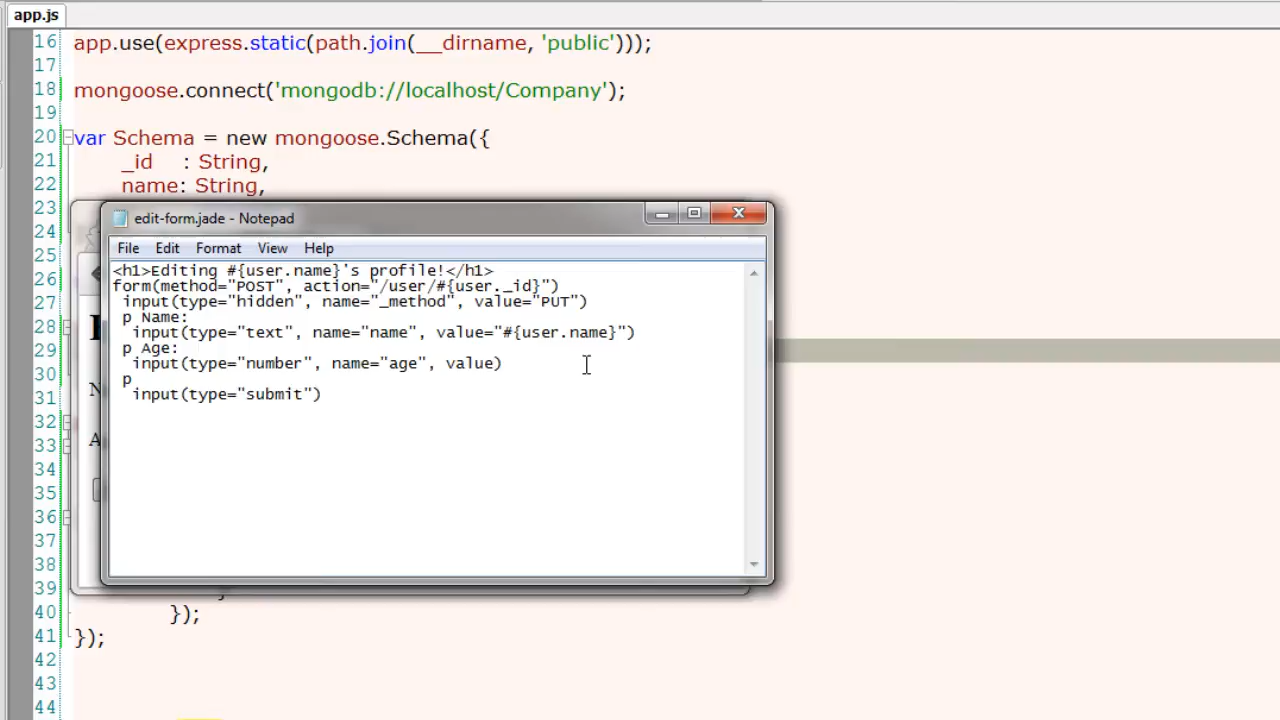 app.js
16 app.use(express.static(path.join(__dirname, 'public')));
17
18 mongoose.connect('mongodb://localhost/Company');
19
20 var Schema = new mongoose.Schema({
21 _id : String,
22 name: String,
23
24
25
26
27
28
29
30
31
32
33
34
35
36
37
38
39
40 });
41 });
42
43
44
edit-form.jade - Notepad
File Edit Format View Help
<h1>Editing #{user.name}'s profile!</h1>
form(method="POST", action="/user/#{user._id}")
 input(type="hidden", name="_method", value="PUT")
 p Name:
  input(type="text", name="name", value="#{user.name}")
 p Age:
  input(type="number", name="age", value)
 p
  input(type="submit")